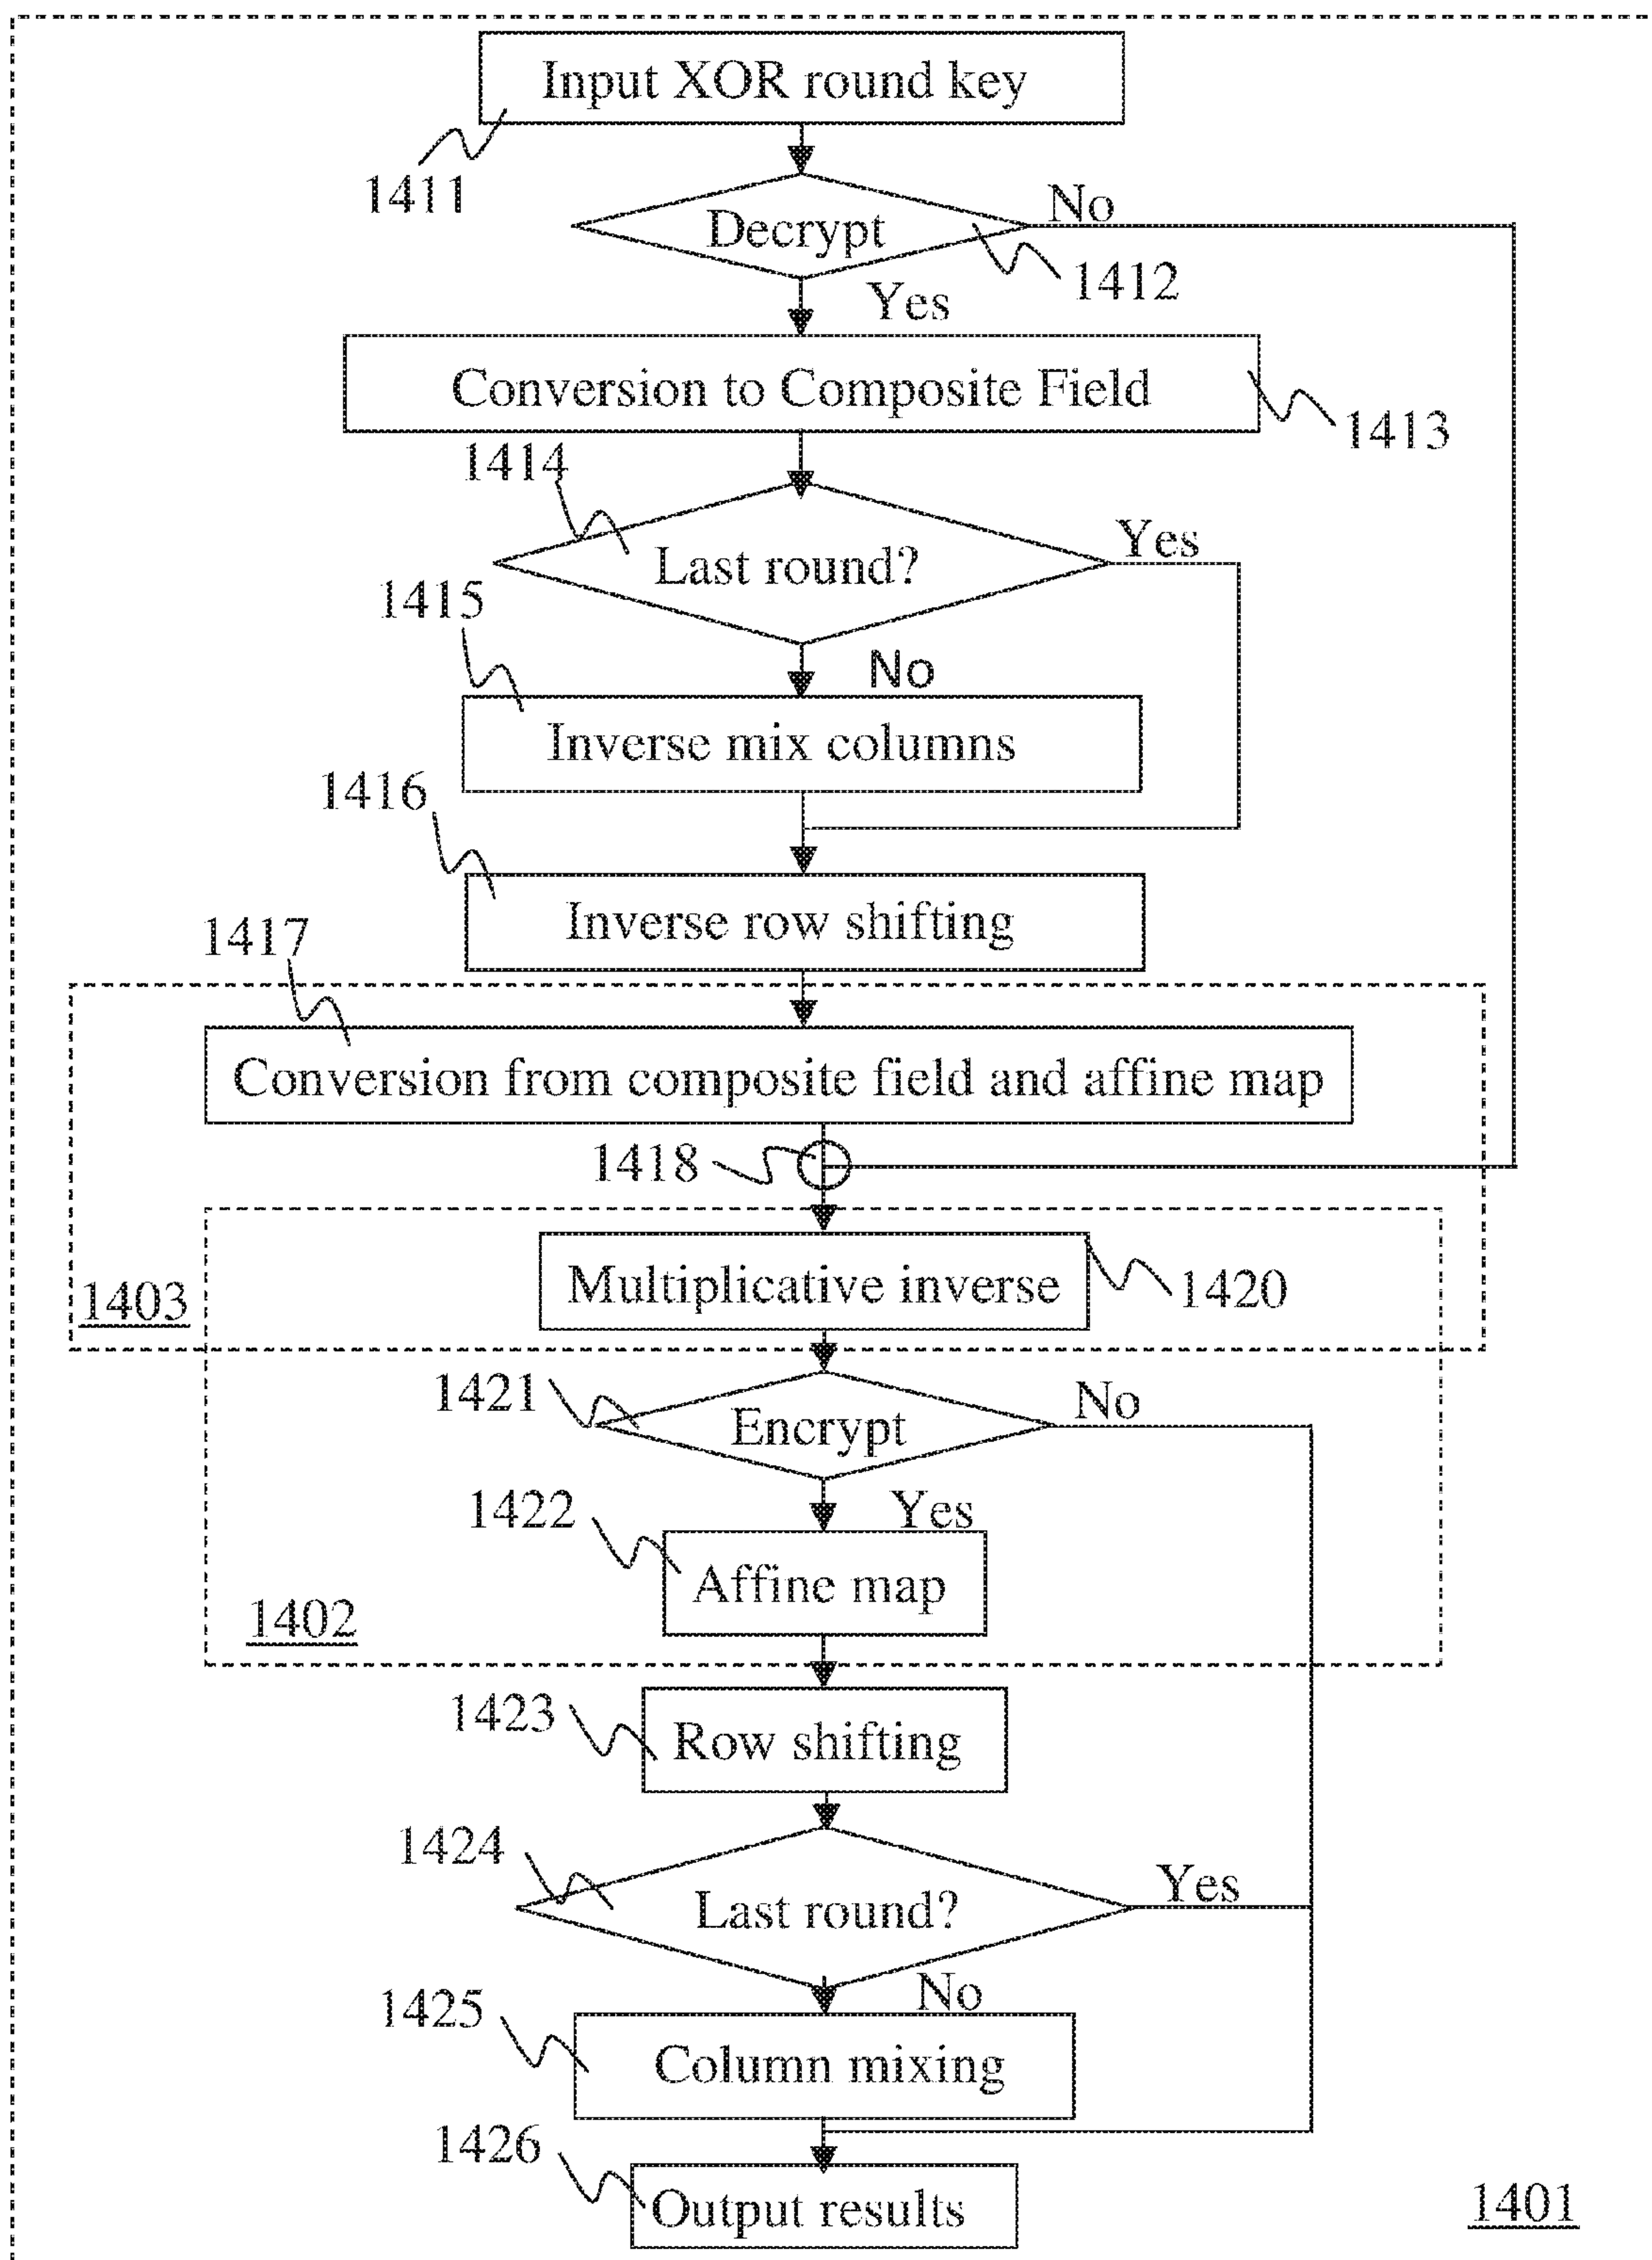 Input XOR round key
1411
No
Decrypt
1412
Yes
Conversion to Composite Field
1413
1414
Yes
Last round?
1415
No
Inverse mix columns
1416
Inverse row shifting
1417
Conversion from composite field and affine map
1418
Multiplicative inverse
1420
1403
1421
No
Encrypt
1422
Yes
Affine map
1402
1423
Row shifting
1424
Yes
Last round?
1425
No
Column mixing
1426
Output results
1401